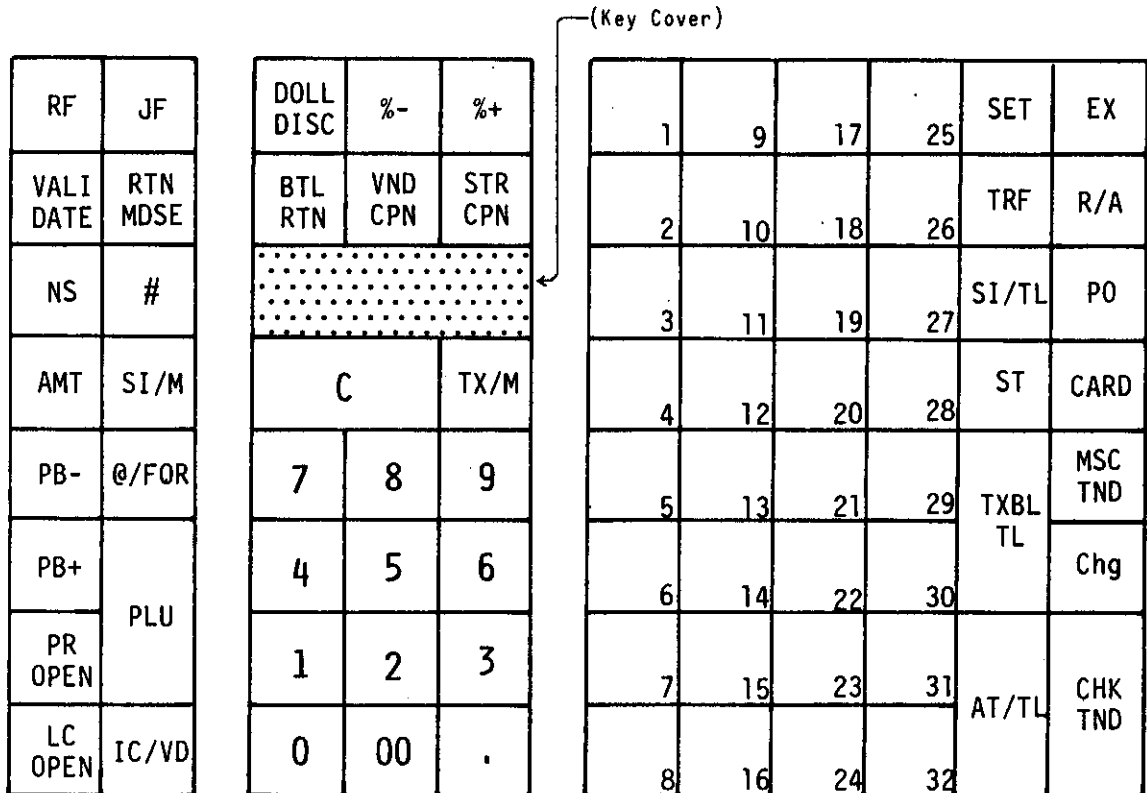 (Key Cover)
RF JF
VALI DATE RTN MDSE
NS #
AMT SI/M
PB- @/FOR
PB+ PLU
PR OPEN
LC OPEN IC/VD
DOLL DISC %- %+
BTL RTN VND CPN STR CPN
C TX/M
7 8 9
4 5 6
1 2 3
0 00 .
1 9 17 25 SET EX
2 10 18 26 TRF R/A
3 11 19 27 SI/TL PO
4 12 20 28 ST CARD
5 13 21 29 TXBL TL MSC TND
6 14 22 30 Chg
7 15 23 31 AT/TL CHK TND
8 16 24 32